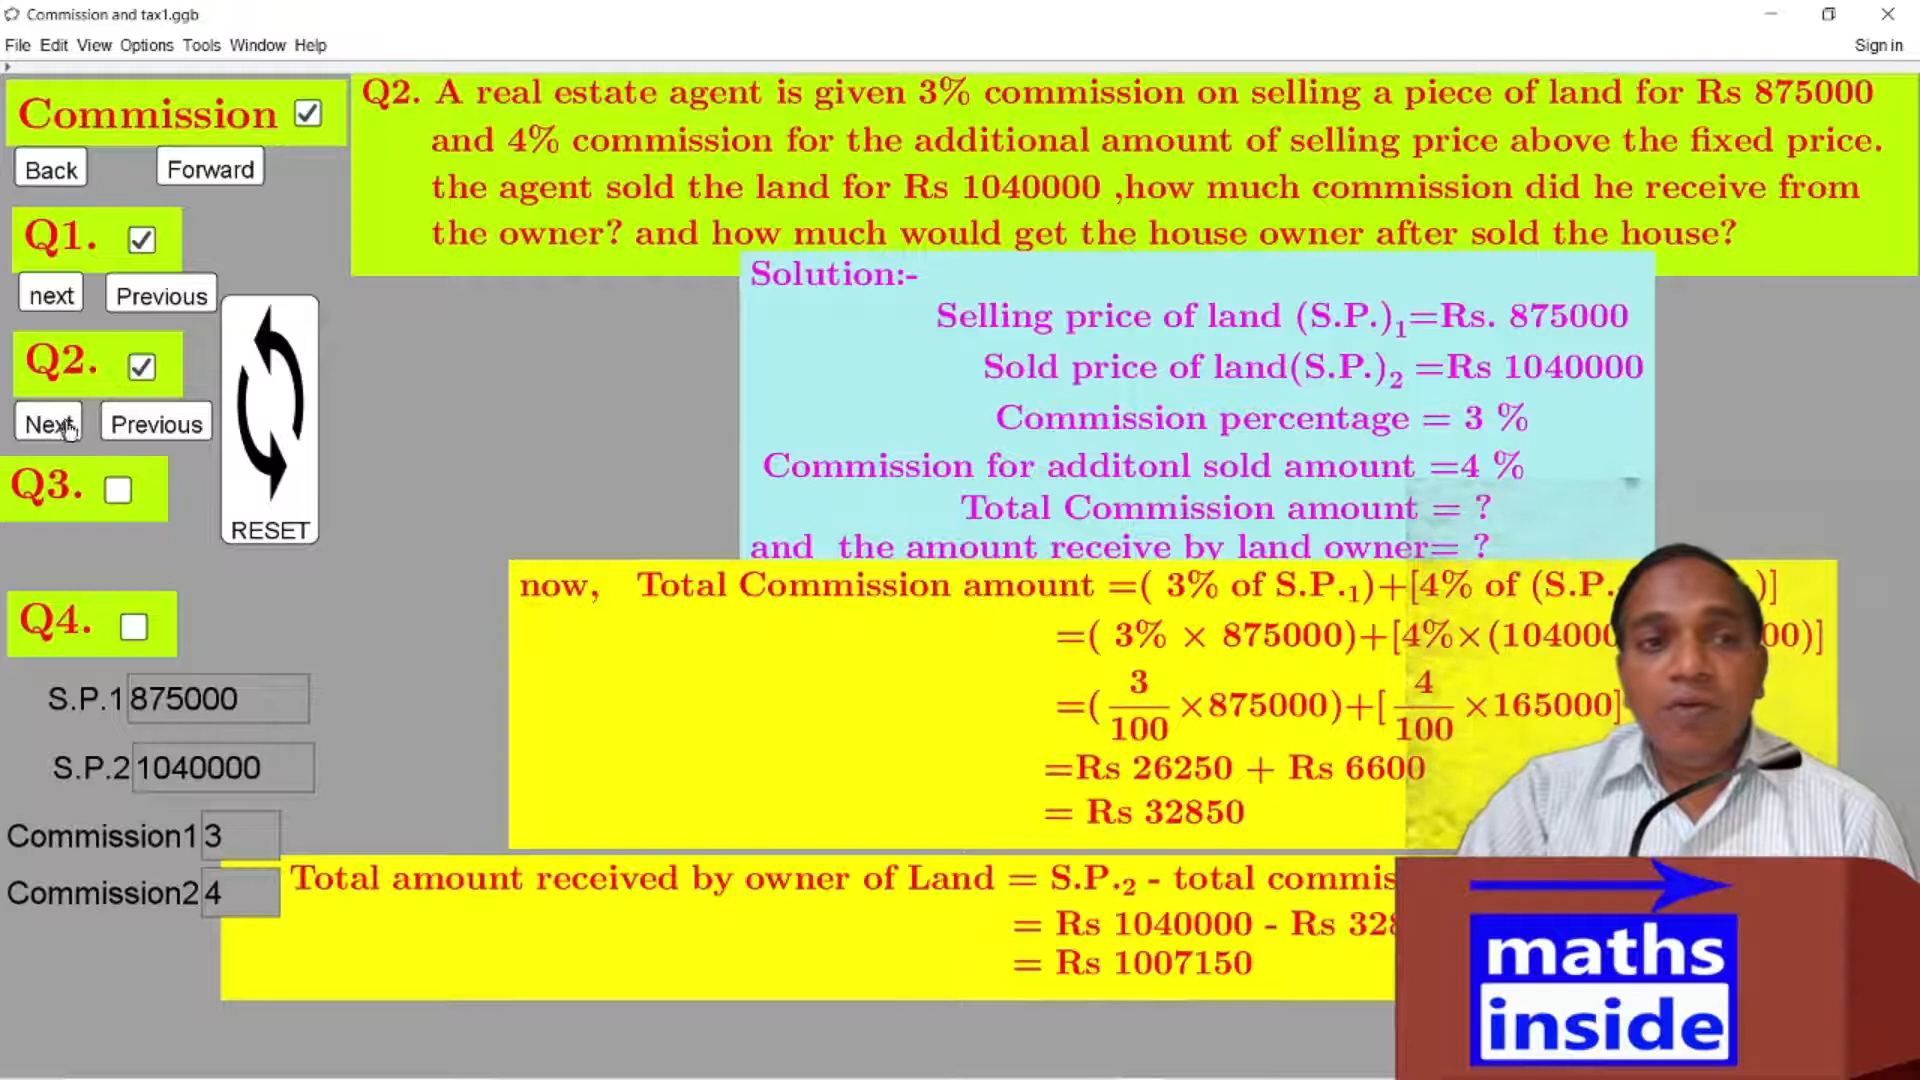 Commission and tax1.ggb
File Edit View Options Tools Window Help
Sign in
Commission
Back Forward
Q1.
next Previous
Q2.
Next Previous
Q3.
RESET
Q4.
S.P.1 875000
S.P.2 1040000
Commission1 3
Commission2 4
Q2. A real estate agent is given 3% commission on selling a piece of land for Rs 875000
and 4% commission for the additional amount of selling price above the fixed price.
the agent sold the land for Rs 1040000 ,how much commission did he receive from
the owner? and how much would get the house owner after sold the house?
Solution:-
Selling price of land (S.P.)₁=Rs. 875000
Sold price of land(S.P.)₂ =Rs 1040000
Commission percentage = 3 %
Commission for additonl sold amount =4 %
Total Commission amount = ?
and the amount receive by land owner= ?
now, Total Commission amount =( 3% of S.P.₁)+[4% of (S.P. )]
=( 3% × 875000)+[4%×(104000 00)]
=( 3/100 ×875000)+[ 4/100 ×165000]
=Rs 26250 + Rs 6600
= Rs 32850
Total amount received by owner of Land = S.P.₂ - total commis
= Rs 1040000 - Rs 328
= Rs 1007150
maths
inside